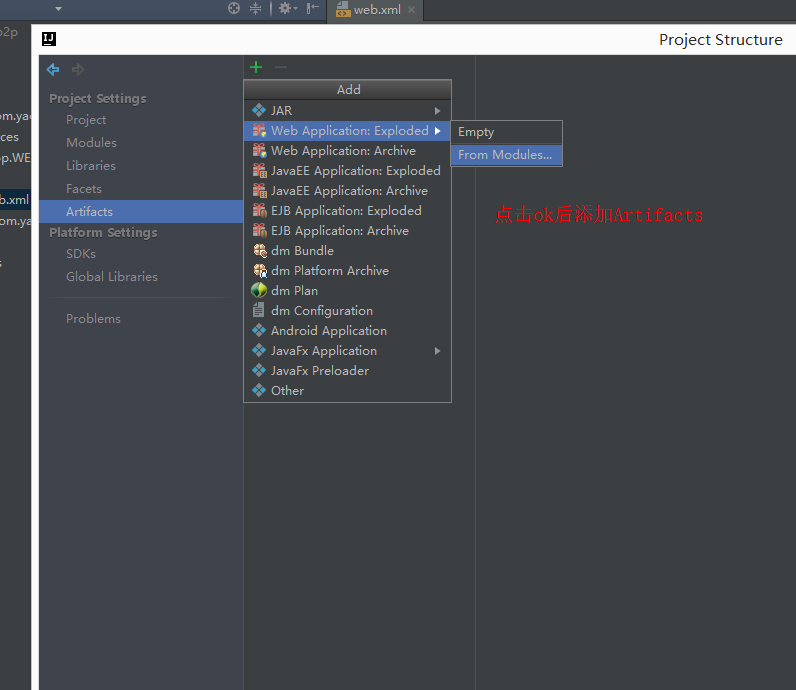 web.xml
o2p
IJ
Project Structure
om.yac
ces
op.WE
b.xml
om.ya
s
Project Settings
Project
Modules
Libraries
Facets
Artifacts
Platform Settings
SDKs
Global Libraries
Problems
Add
JAR
Web Application: Exploded
Web Application: Archive
JavaEE Application: Exploded
JavaEE Application: Archive
EJB Application: Exploded
EJB Application: Archive
dm Bundle
dm Platform Archive
dm Plan
dm Configuration
Android Application
JavaFx Application
JavaFx Preloader
Other
Empty
From Modules...
点击ok后添加Artifacts